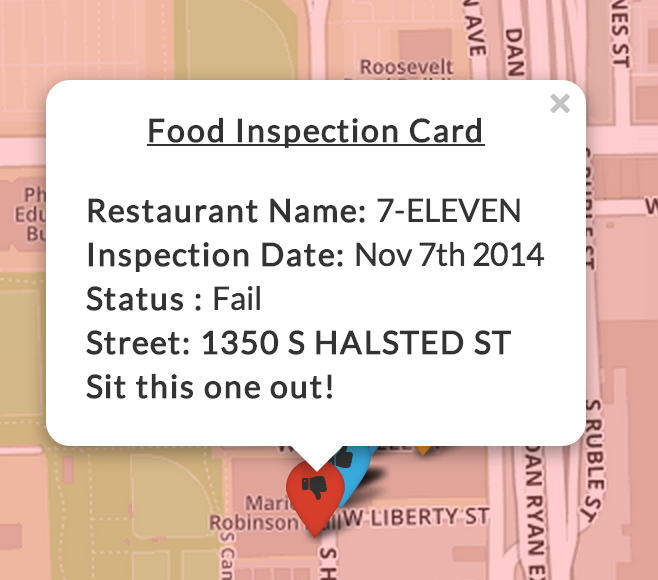 N AVE
DAN
NES ST
Roosevelt
×
Food Inspection Card
Ph
Edu
Bu
Restaurant Name: 7-ELEVEN
Inspection Date: Nov 7th 2014
Status : Fail
Street: 1350 S HALSTED ST
Sit this one out!
W
S RUBLE ST
DAN RYAN E
Mari
Robinson
W LIBERTY ST
S Can
S H